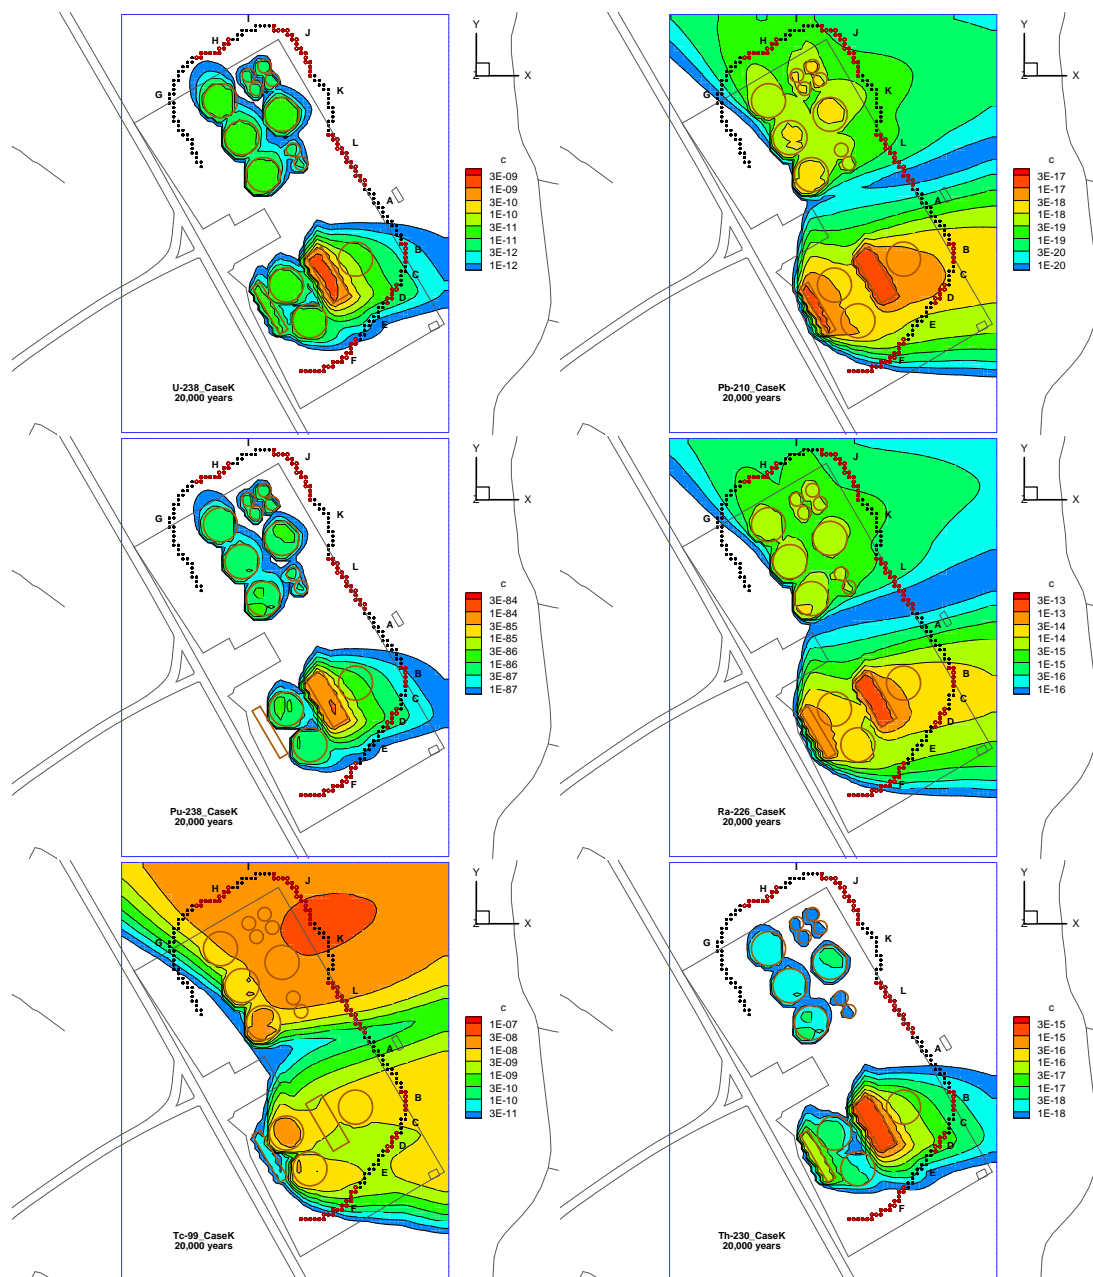 I
H
J
G
K
L
A
B
C
D
E
F
U-238_CaseK
20,000 years
Y
Z
X
c
3E-09
1E-09
3E-10
1E-10
3E-11
1E-11
3E-12
1E-12
I
H
J
G
K
L
A
B
C
D
E
F
Pb-210_CaseK
20,000 years
Y
Z
X
c
3E-17
1E-17
3E-18
1E-18
3E-19
1E-19
3E-20
1E-20
I
H
J
G
K
L
A
B
C
D
E
F
Pu-238_CaseK
20,000 years
Y
Z
X
c
3E-84
1E-84
3E-85
1E-85
3E-86
1E-86
3E-87
1E-87
I
H
J
G
K
L
A
B
C
D
E
F
Ra-226_CaseK
20,000 years
Y
Z
X
c
3E-13
1E-13
3E-14
1E-14
3E-15
1E-15
3E-16
1E-16
I
H
J
G
K
L
A
B
C
D
E
F
Tc-99_CaseK
20,000 years
Y
Z
X
c
1E-07
3E-08
1E-08
3E-09
1E-09
3E-10
1E-10
3E-11
I
H
J
G
K
L
A
B
C
D
E
F
Th-230_CaseK
20,000 years
Y
Z
X
c
3E-15
1E-15
3E-16
1E-16
3E-17
1E-17
3E-18
1E-18